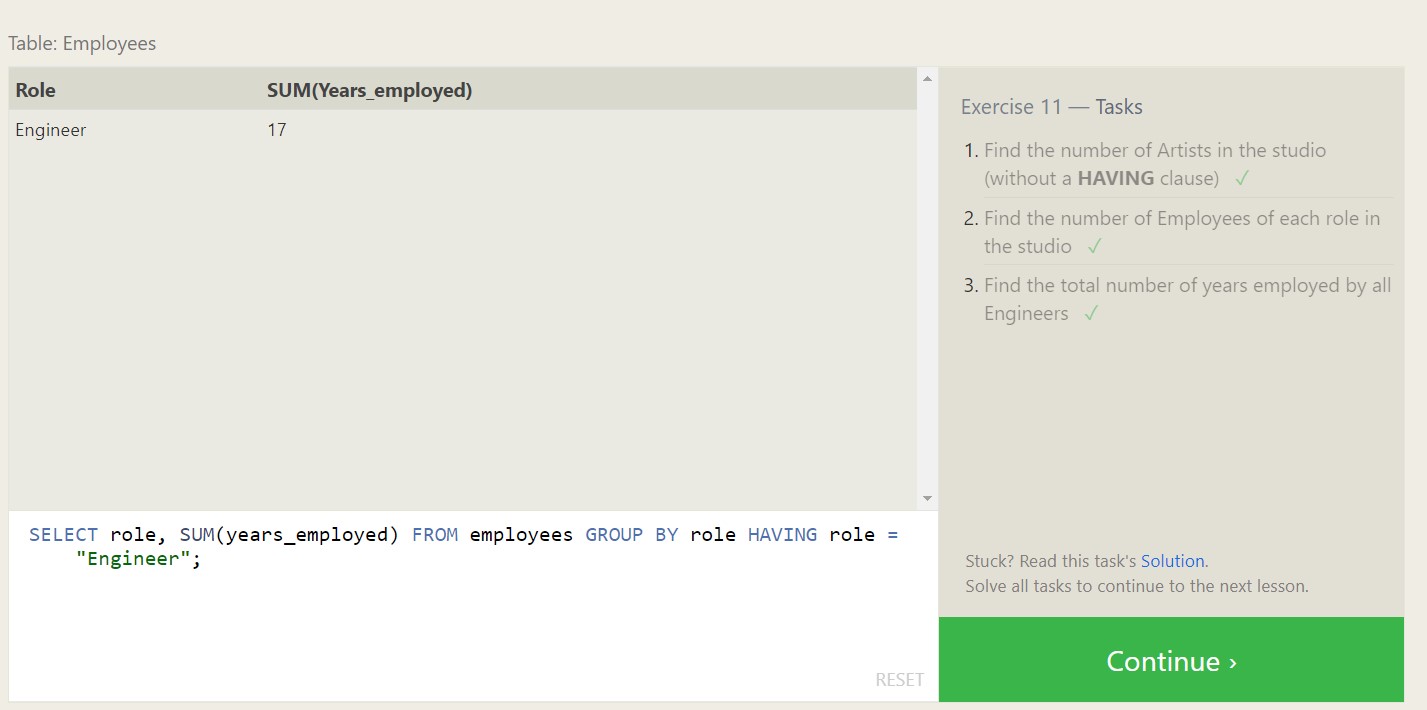 Table: Employees
Role SUM(Years_employed)
Engineer 17
SELECT role, SUM(years_employed) FROM employees GROUP BY role HAVING role =
"Engineer";
RESET
Exercise 11 — Tasks
1. Find the number of Artists in the studio
(without a HAVING clause) ✓
2. Find the number of Employees of each role in
the studio ✓
3. Find the total number of years employed by all
Engineers ✓
Stuck? Read this task's Solution.
Solve all tasks to continue to the next lesson.
Continue ›